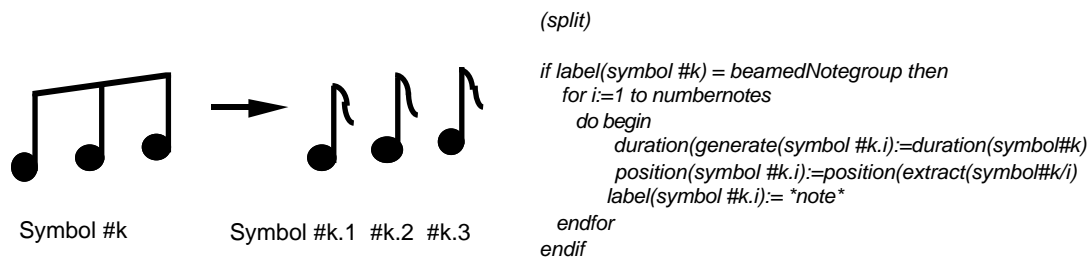 (split)
if label(symbol #k) = beamedNotegroup then
for i:=1 to numbernotes
do begin
duration(generate(symbol #k.i):=duration(symbol#k)
position(symbol #k.i):=position(extract(symbol#k/i)
label(symbol #k.i):= *note*
endfor
endif
Symbol #k
Symbol #k.1 #k.2 #k.3